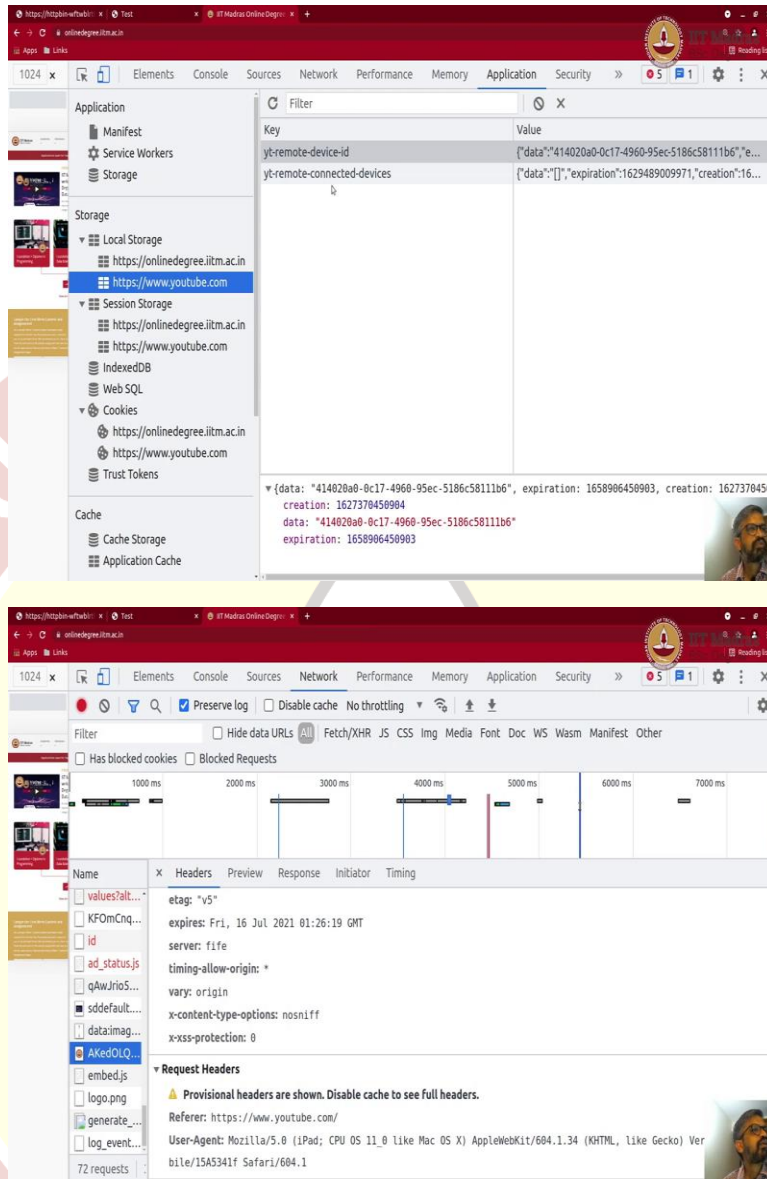 https://httpbin-wftwbl Test IIT Madras Online Degree
onlinedegree.iitm.ac.in
Apps Links Reading lis
1024 Elements Console Sources Network Performance Memory Application Security » 5 1
Application
Manifest
Service Workers
Storage
Storage
Local Storage
https://onlinedegree.iitm.ac.in
https://www.youtube.com
Session Storage
https://onlinedegree.iitm.ac.in
https://www.youtube.com
IndexedDB
Web SQL
Cookies
https://onlinedegree.iitm.ac.in
https://www.youtube.com
Trust Tokens
Cache
Cache Storage
Application Cache
Filter
Key Value
yt-remote-device-id {"data":"414020a0-0c17-4960-95ec-5186c58111b6","e...
yt-remote-connected-devices {"data":"[]","expiration":1629489009971,"creation":16...
{data: "414020a0-0c17-4960-95ec-5186c58111b6", expiration: 1658906450903, creation: 162737045
creation: 1627370450904
data: "414020a0-0c17-4960-95ec-5186c58111b6"
expiration: 1658906450903
https://httpbin-wftwbl Test IIT Madras Online Degree
onlinedegree.iitm.ac.in
Apps Links Reading lis
1024 Elements Console Sources Network Performance Memory Application Security » 5 1
Preserve log Disable cache No throttling
Filter Hide data URLs All Fetch/XHR JS CSS Img Media Font Doc WS Wasm Manifest Other
Has blocked cookies Blocked Requests
1000 ms 2000 ms 3000 ms 4000 ms 5000 ms 6000 ms 7000 ms
Name
values?alt...
KFOmCnq...
id
ad_status.js
qAwJrio5...
sddefault....
data:imag...
AKedOLQ...
embed.js
logo.png
generate_...
log_event...
72 requests
Headers Preview Response Initiator Timing
etag: "v5"
expires: Fri, 16 Jul 2021 01:26:19 GMT
server: fife
timing-allow-origin: *
vary: origin
x-content-type-options: nosniff
x-xss-protection: 0
Request Headers
Provisional headers are shown. Disable cache to see full headers.
Referer: https://www.youtube.com/
User-Agent: Mozilla/5.0 (iPad; CPU OS 11_0 like Mac OS X) AppleWebKit/604.1.34 (KHTML, like Gecko) Ver
bile/15A5341f Safari/604.1